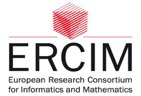 ERCIM
European Research Consortium
for Informatics and Mathematics